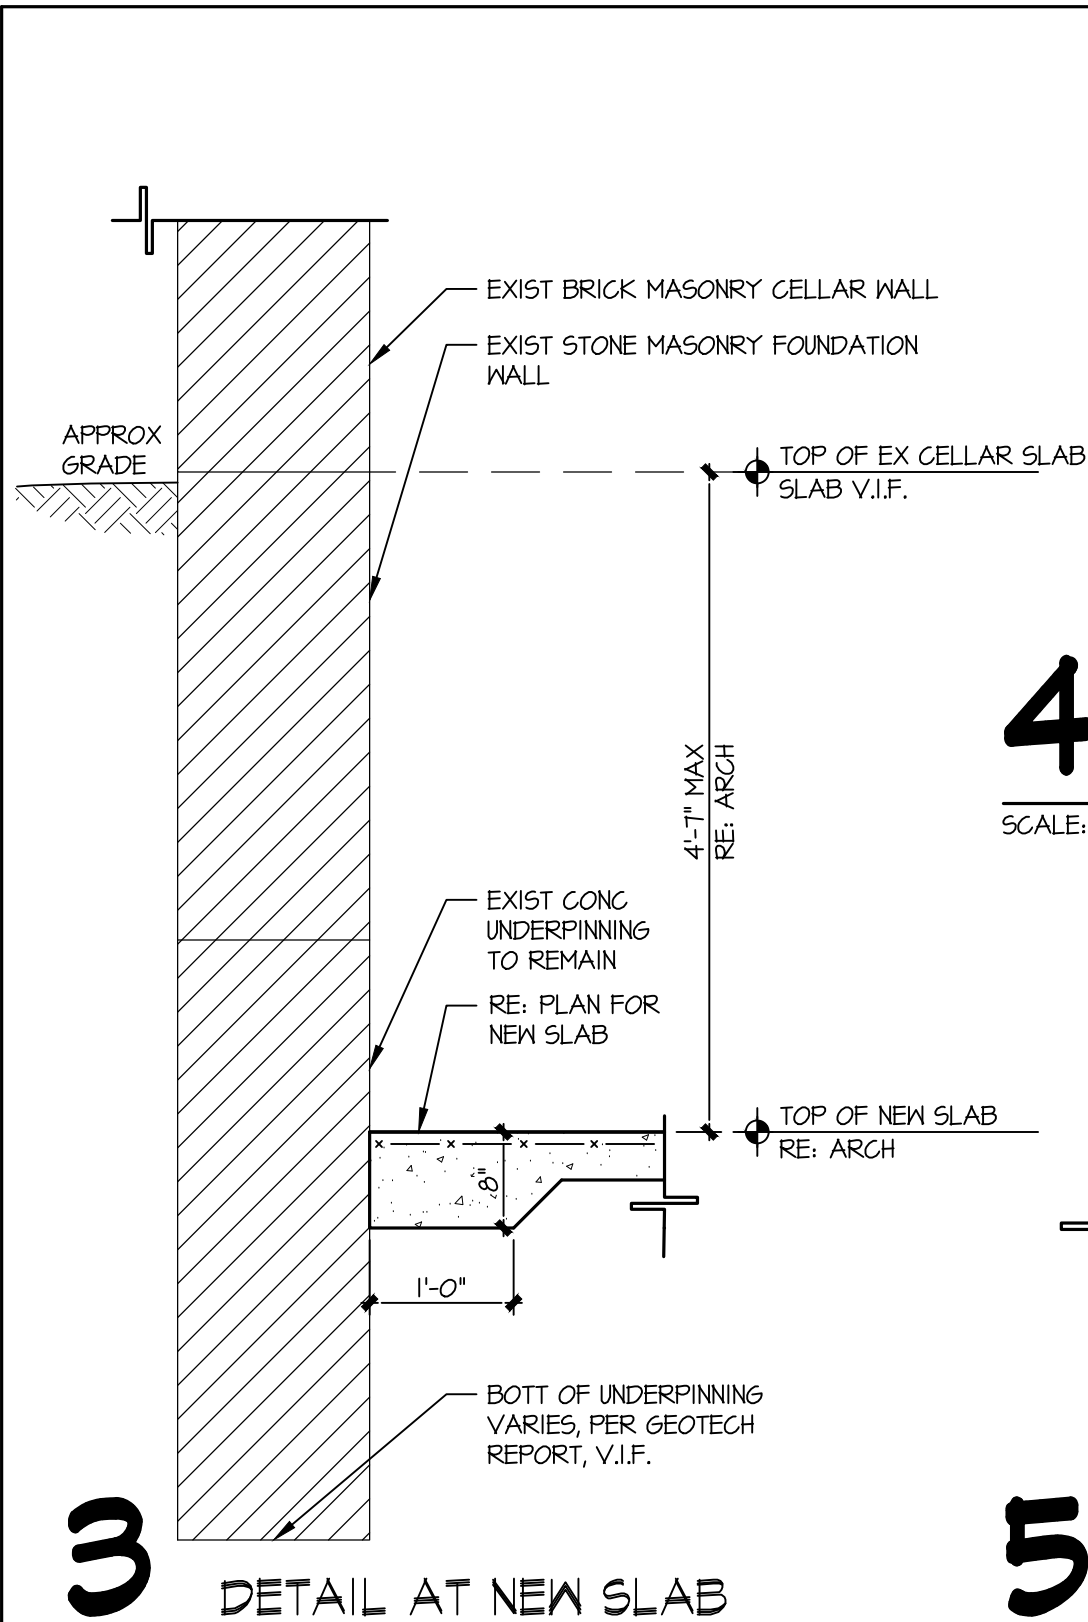 EXIST BRICK MASONRY CELLAR WALL
EXIST STONE MASONRY FOUNDATION
WALL
APPROX
GRADE
TOP OF EX CELLAR SLAB
SLAB V.I.F.
4'-7" MAX
RE: ARCH
4
SCALE:
EXIST CONC
UNDERPINNING
TO REMAIN
RE: PLAN FOR
NEW SLAB
TOP OF NEW SLAB
RE: ARCH
8"
1'-0"
BOTT OF UNDERPINNING
VARIES, PER GEOTECH
REPORT, V.I.F.
3
DETAIL AT NEW SLAB
5